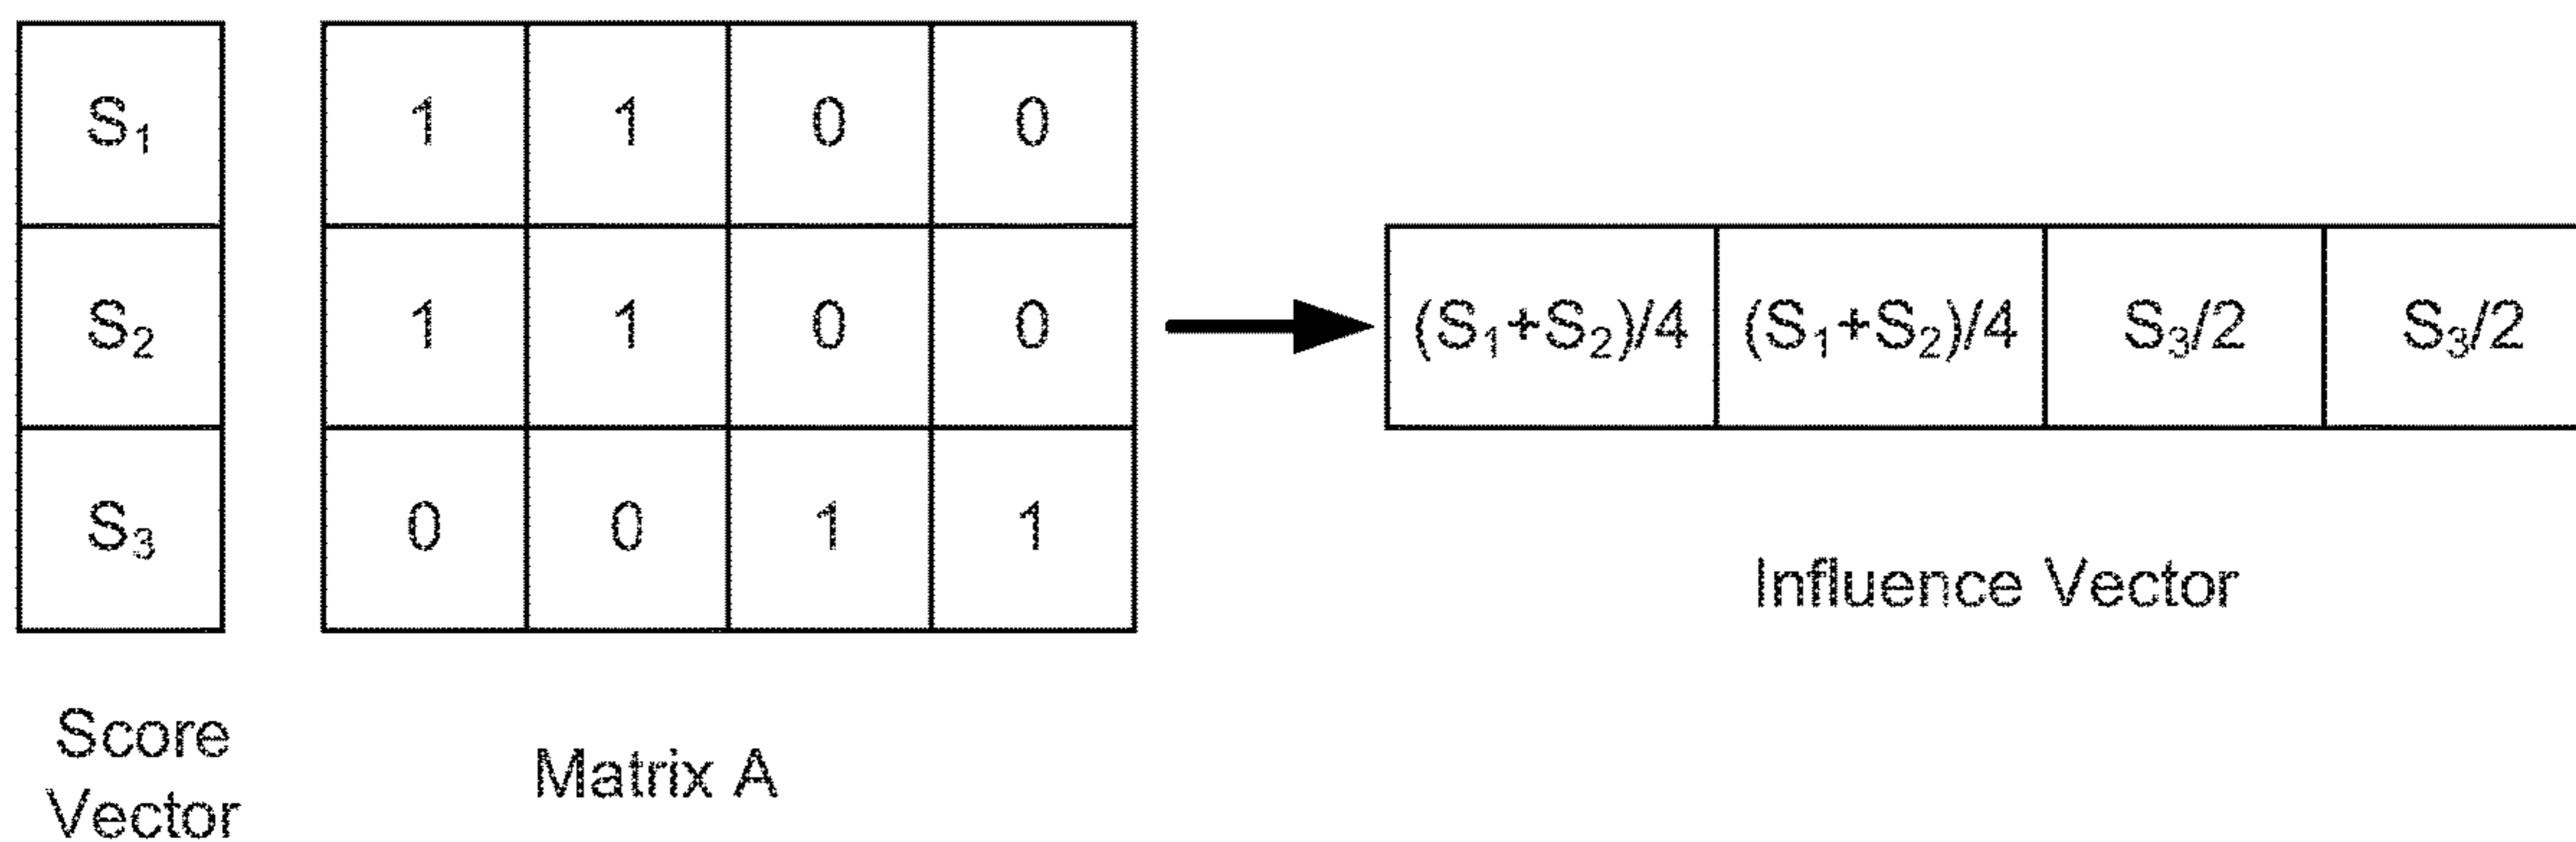 S₁ 1 1 0 0
S₂ 1 1 0 0 (S₁+S₂)/4 (S₁+S₂)/4 S₃/2 S₃/2
S₃ 0 0 1 1
Influence Vector
Score
Vector
Matrix A